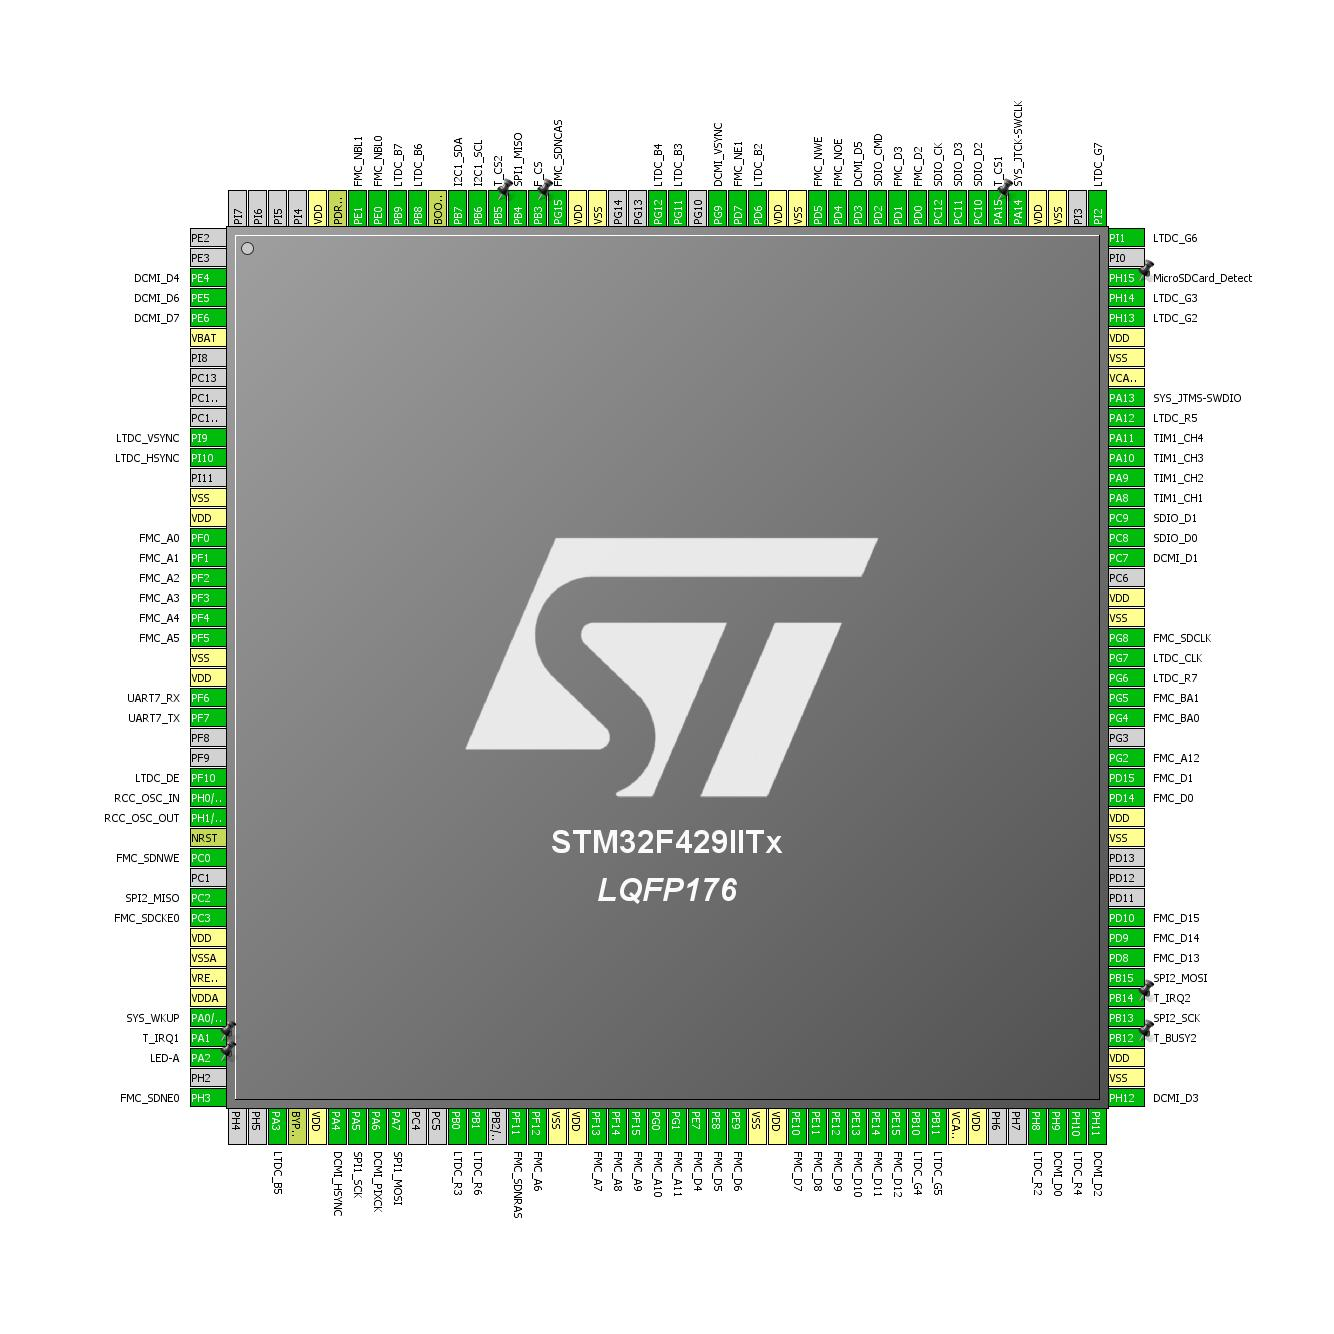 FMC_NBL1
FMC_NBL0
LTDC_B7
LTDC_B6
I2C1_SDA
I2C1_SCL
T_CS2
SPI1_MISO
F_CS
FMC_SDNCAS
LTDC_B4
LTDC_B3
DCMI_VSYNC
FMC_NE1
LTDC_B2
FMC_NWE
FMC_NOE
DCMI_D5
SDIO_CMD
FMC_D3
FMC_D2
SDIO_CK
SDIO_D3
SDIO_D2
T_CS1
SYS_JTCK-SWCLK
LTDC_G7
PI7
PI6
PI5
PI4
VDD
PDR..
PE1
PE0
PB9
PB8
BOO..
PB7
PB6
PB5
PB4
PB3
PG15
VDD
VSS
PG14
PG13
PG12
PG11
PG10
PG9
PD7
PD6
VDD
VSS
PD5
PD4
PD3
PD2
PD1
PD0
PC12
PC11
PC10
PA15
PA14
VDD
VSS
PI3
PI2
PE2
PE3
DCMI_D4 PE4
DCMI_D6 PE5
DCMI_D7 PE6
VBAT
PI8
PC13
PC1..
PC1..
LTDC_VSYNC PI9
LTDC_HSYNC PI10
PI11
VSS
VDD
FMC_A0 PF0
FMC_A1 PF1
FMC_A2 PF2
FMC_A3 PF3
FMC_A4 PF4
FMC_A5 PF5
VSS
VDD
UART7_RX PF6
UART7_TX PF7
PF8
PF9
LTDC_DE PF10
RCC_OSC_IN PH0/..
RCC_OSC_OUT PH1/..
NRST
FMC_SDNWE PC0
PC1
SPI2_MISO PC2
FMC_SDCKE0 PC3
VDD
VSSA
VRE..
VDDA
SYS_WKUP PA0/..
T_IRQ1 PA1
LED-A PA2
PH2
FMC_SDNE0 PH3
STM32F429IITx
LQFP176
PI1 LTDC_G6
PI0
PH15 MicroSDCard_Detect
PH14 LTDC_G3
PH13 LTDC_G2
VDD
VSS
VCA..
PA13 SYS_JTMS-SWDIO
PA12 LTDC_R5
PA11 TIM1_CH4
PA10 TIM1_CH3
PA9 TIM1_CH2
PA8 TIM1_CH1
PC9 SDIO_D1
PC8 SDIO_D0
PC7 DCMI_D1
PC6
VDD
VSS
PG8 FMC_SDCLK
PG7 LTDC_CLK
PG6 LTDC_R7
PG5 FMC_BA1
PG4 FMC_BA0
PG3
PG2 FMC_A12
PD15 FMC_D1
PD14 FMC_D0
VDD
VSS
PD13
PD12
PD11
PD10 FMC_D15
PD9 FMC_D14
PD8 FMC_D13
PB15 SPI2_MOSI
PB14 T_IRQ2
PB13 SPI2_SCK
PB12 T_BUSY2
VDD
VSS
PH12 DCMI_D3
PH4
PH5
PA3
BYP..
VDD
PA4
PA5
PA6
PA7
PC4
PC5
PB0
PB1
PB2/..
PF11
PF12
VSS
VDD
PF13
PF14
PF15
PG0
PG1
PE7
PE8
PE9
VSS
VDD
PE10
PE11
PE12
PE13
PE14
PE15
PB10
PB11
VCA..
VDD
PH6
PH7
PH8
PH9
PH10
PH11
LTDC_B5
DCMI_HSYNC
SPI1_SCK
DCMI_PIXCK
SPI1_MOSI
LTDC_R3
LTDC_R6
FMC_SDNRAS
FMC_A6
FMC_A7
FMC_A8
FMC_A9
FMC_A10
FMC_A11
FMC_D4
FMC_D5
FMC_D6
FMC_D7
FMC_D8
FMC_D9
FMC_D10
FMC_D11
FMC_D12
LTDC_G4
LTDC_G5
LTDC_R2
DCMI_D0
LTDC_R4
DCMI_D2